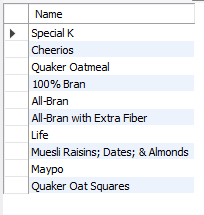 Name
Special K
Cheerios
Quaker Oatmeal
100% Bran
All-Bran
All-Bran with Extra Fiber
Life
Muesli Raisins; Dates; & Almonds
Maypo
Quaker Oat Squares